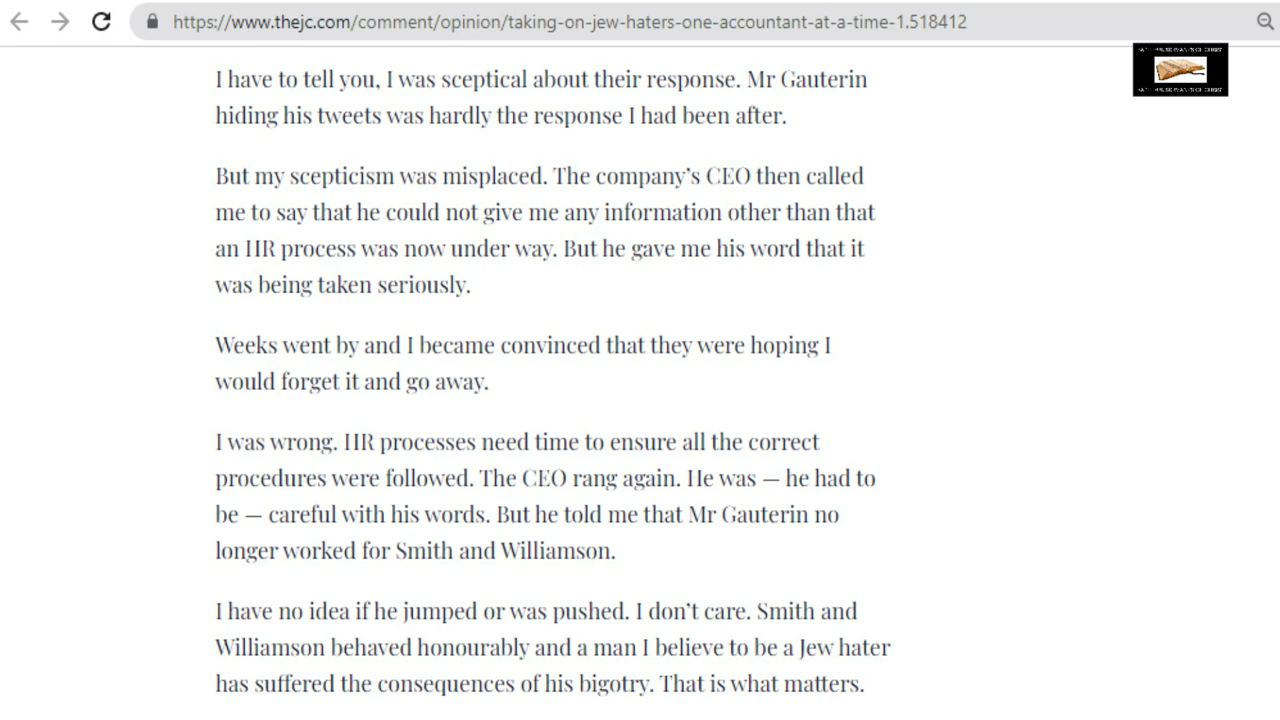 https://www.thejc.com/comment/opinion/taking-on-jew-haters-one-accountant-at-a-time-1.518412
I have to tell you, I was sceptical about their response. Mr Gauterin
hiding his tweets was hardly the response I had been after.
But my scepticism was misplaced. The company’s CEO then called
me to say that he could not give me any information other than that
an HR process was now under way. But he gave me his word that it
was being taken seriously.
Weeks went by and I became convinced that they were hoping I
would forget it and go away.
I was wrong. HR processes need time to ensure all the correct
procedures were followed. The CEO rang again. He was — he had to
be — careful with his words. But he told me that Mr Gauterin no
longer worked for Smith and Williamson.
I have no idea if he jumped or was pushed. I don’t care. Smith and
Williamson behaved honourably and a man I believe to be a Jew hater
has suffered the consequences of his bigotry. That is what matters.